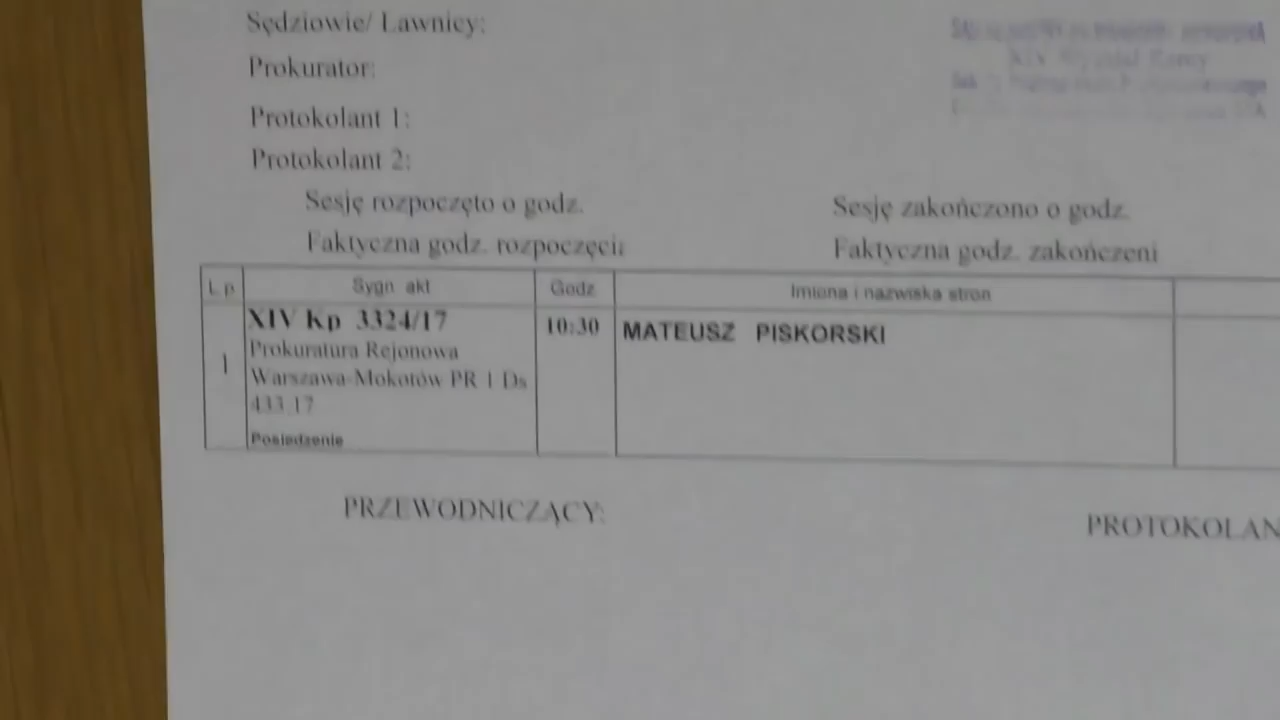 Sędziowie/ Ławnicy:
Prokurator:
Protokolant 1:
Protokolant 2:
Sesję rozpoczęto o godz. Sesję zakończono o godz.
Faktyczna godz. rozpoczęci Faktyczna godz. zakończeni
L.p Sygn. akt Godz. Imiona i nazwiska stron
1 XIV Kp 3324/17 10:30 MATEUSZ PISKORSKI
Prokuratura Rejonowa
Warszawa-Mokotów PR 1 Ds
433.17
Posiedzenie
PRZEWODNICZĄCY: PROTOKOLAN